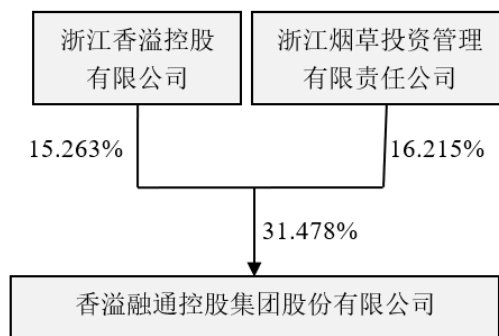 浙江香溢控股
有限公司
浙江烟草投资管理
有限责任公司
15.263%
16.215%
31.478%
香溢融通控股集团股份有限公司